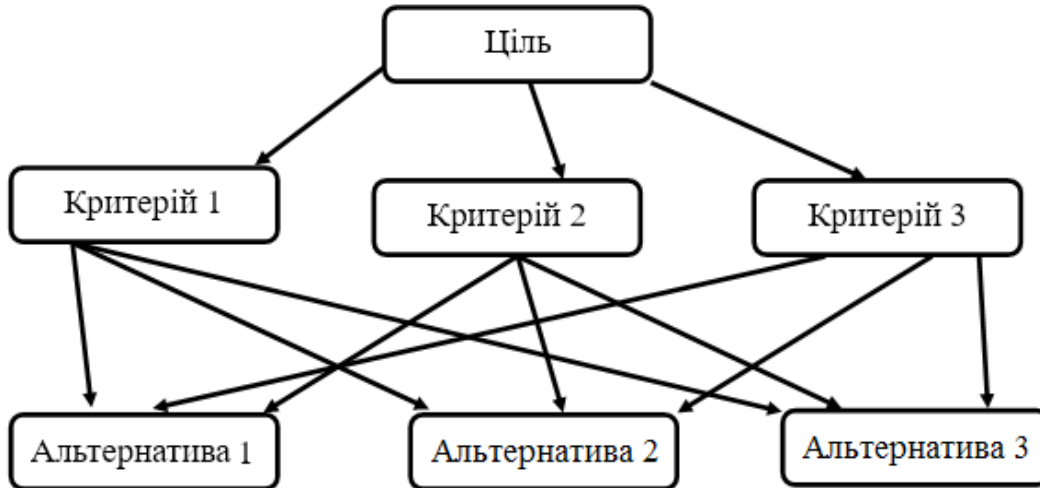 Ціль
Критерій 1
Критерій 2
Критерій 3
Альтернатива 1
Альтернатива 2
Альтернатива 3